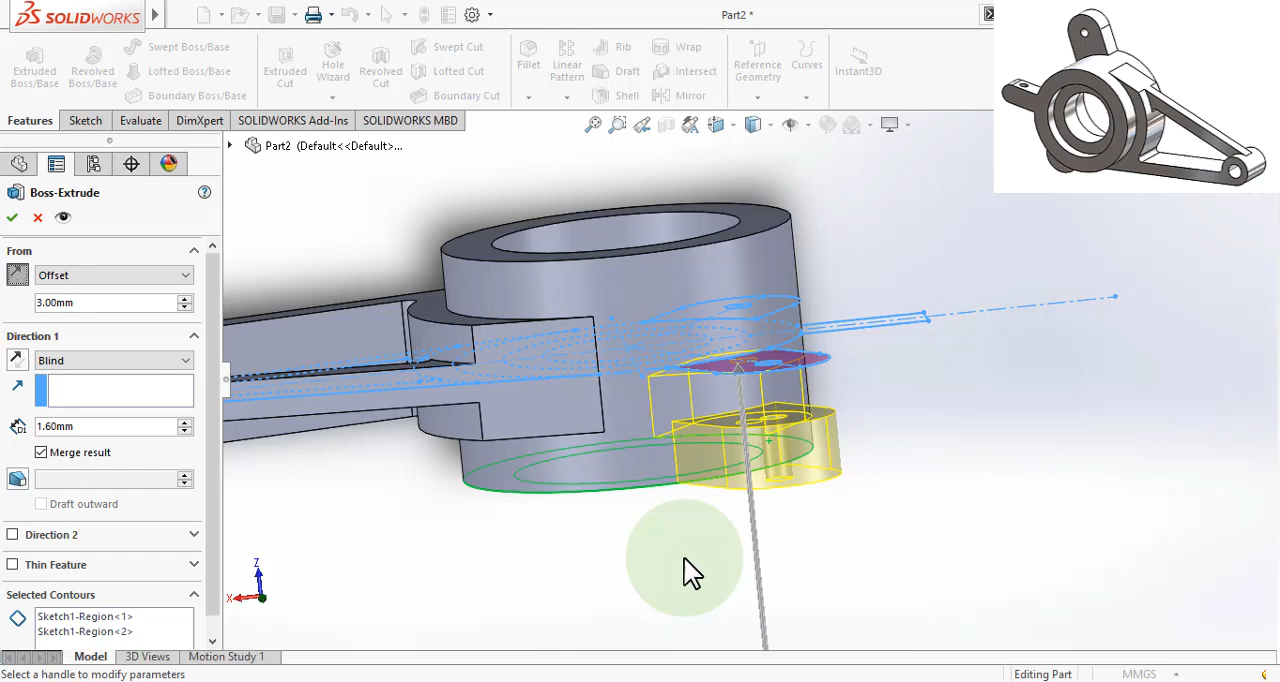 SOLIDWORKS
Part2 *
Extruded Boss/Base
Revolved Boss/Base
Swept Boss/Base
Lofted Boss/Base
Boundary Boss/Base
Extruded Cut
Hole Wizard
Revolved Cut
Swept Cut
Lofted Cut
Boundary Cut
Fillet
Linear Pattern
Rib
Draft
Shell
Wrap
Intersect
Mirror
Reference Geometry
Curves
Instant3D
Features
Sketch
Evaluate
DimXpert
SOLIDWORKS Add-Ins
SOLIDWORKS MBD
Part2 (Default<<Default>...
Boss-Extrude
From
Offset
3.00mm
Direction 1
Blind
D1
1.60mm
Merge result
Draft outward
Direction 2
Thin Feature
Selected Contours
Sketch1-Region<1>
Sketch1-Region<2>
Z
X
Model
3D Views
Motion Study 1
Select a handle to modify parameters
Editing Part
MMGS